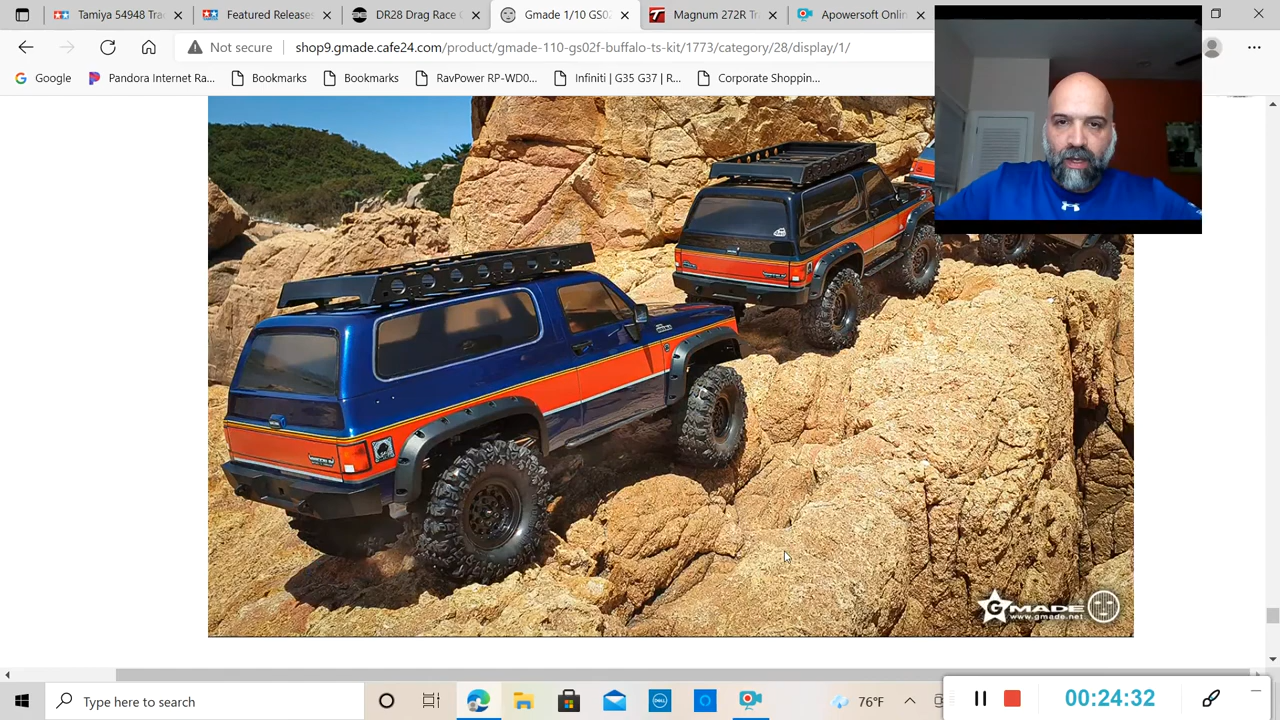 Tamiya 54948 Tra
Featured Releases
DR28 Drag Race C
Gmade 1/10 GS02
Magnum 272R T
Apowersoft Onlin
Not secure
shop9.gmade.cafe24.com/product/gmade-110-gs02f-buffalo-ts-kit/1773/category/28/display/1/
Google
Pandora Internet Ra...
Bookmarks
Bookmarks
RavPower RP-WD0...
Infiniti | G35 G37 | R...
Corporate Shoppin...
GMADE
www.gmade.net
Type here to search
DELL
76°F
00:24:32